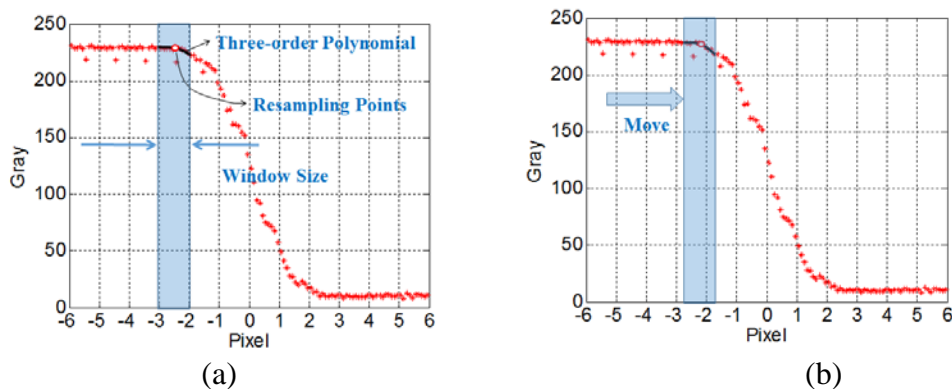 250
200
150
100
50
0
Gray
Three-order Polynomial
Resampling Points
Window Size
-6 -5 -4 -3 -2 -1 0 1 2 3 4 5 6
Pixel
(a)
250
200
150
100
50
0
Gray
Move
-6 -5 -4 -3 -2 -1 0 1 2 3 4 5 6
Pixel
(b)